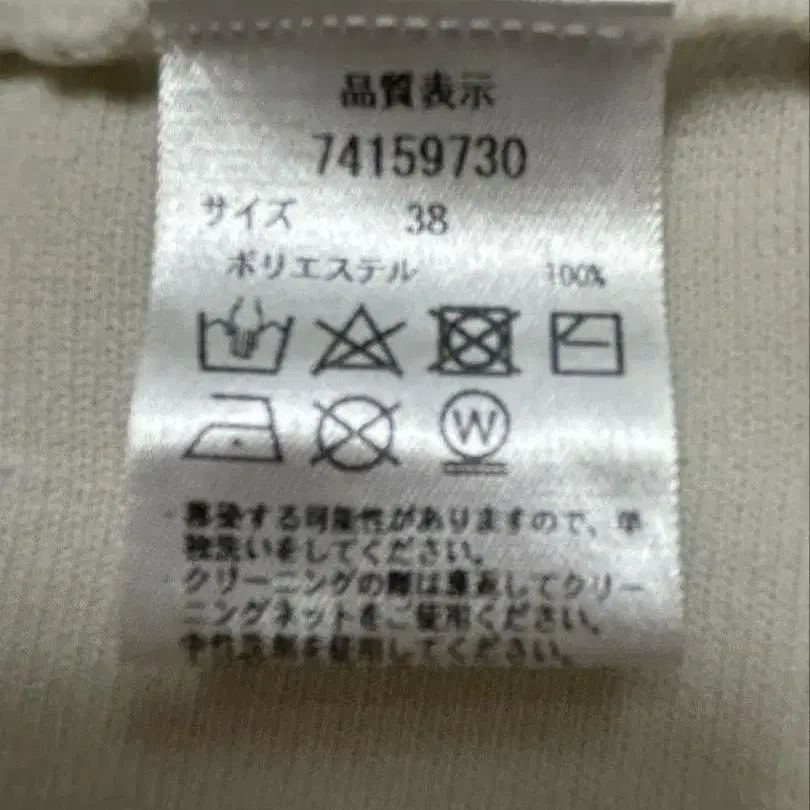 品質表示
74159730
サイズ 38
ポリエステル 100%
W
・移染する可能性がありますので、単
独洗いをしてください。
・クリーニングの際は裏返してクリー
ニングネットをご使用ください。
中性洗剤を使用してください。